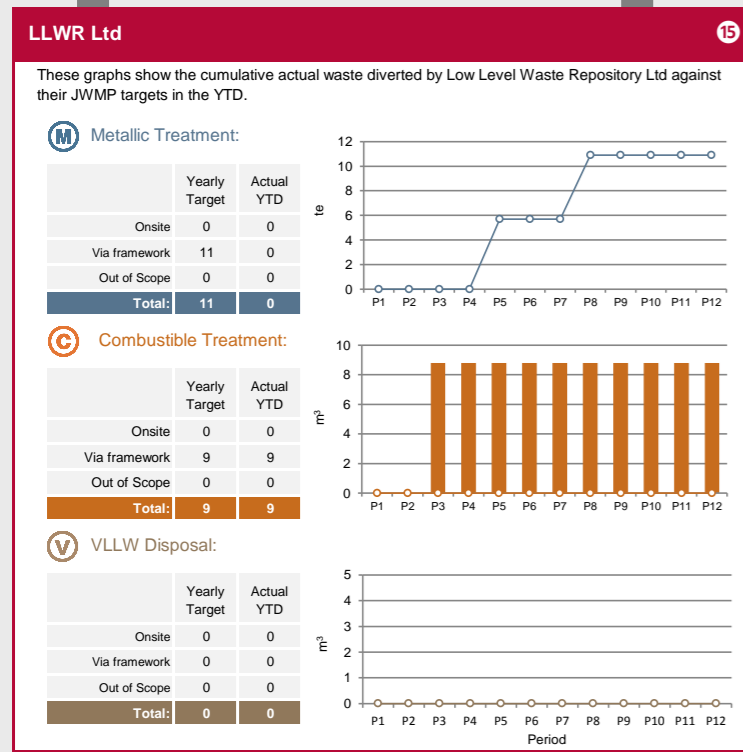 LLWR Ltd
15
These graphs show the cumulative actual waste diverted by Low Level Waste Repository Ltd against
their JWMP targets in the YTD.
M Metallic Treatment:
Yearly Target Actual YTD
Onsite 0 0
Via framework 11 0
Out of Scope 0 0
Total: 11 0
12
10
8
6
4
2
0
te
P1 P2 P3 P4 P5 P6 P7 P8 P9 P10 P11 P12
C Combustible Treatment:
Yearly Target Actual YTD
Onsite 0 0
Via framework 9 9
Out of Scope 0 0
Total: 9 9
10
8
6
4
2
0
m³
P1 P2 P3 P4 P5 P6 P7 P8 P9 P10 P11 P12
V VLLW Disposal:
Yearly Target Actual YTD
Onsite 0 0
Via framework 0 0
Out of Scope 0 0
Total: 0 0
5
4
3
2
1
0
m³
P1 P2 P3 P4 P5 P6 P7 P8 P9 P10 P11 P12
Period